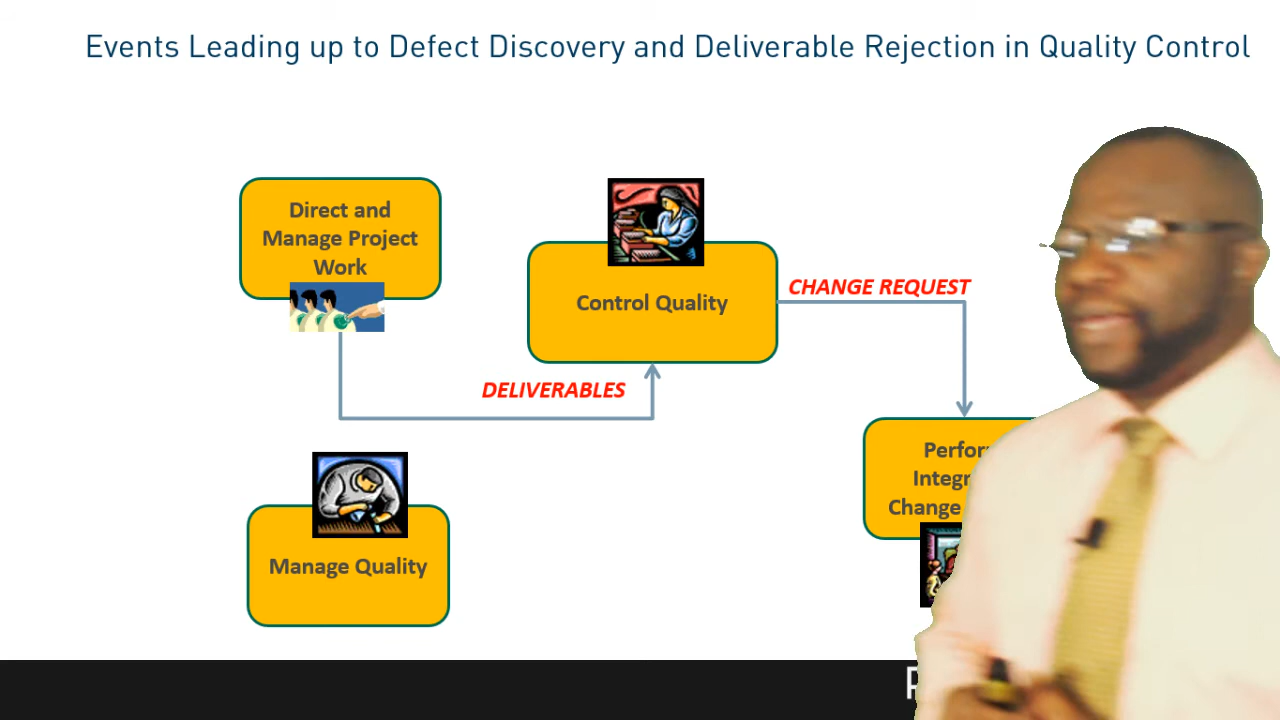 Events Leading up to Defect Discovery and Deliverable Rejection in Quality Control
Direct and
Manage Project
Work
Control Quality
CHANGE REQUEST
DELIVERABLES
Manage Quality
Change